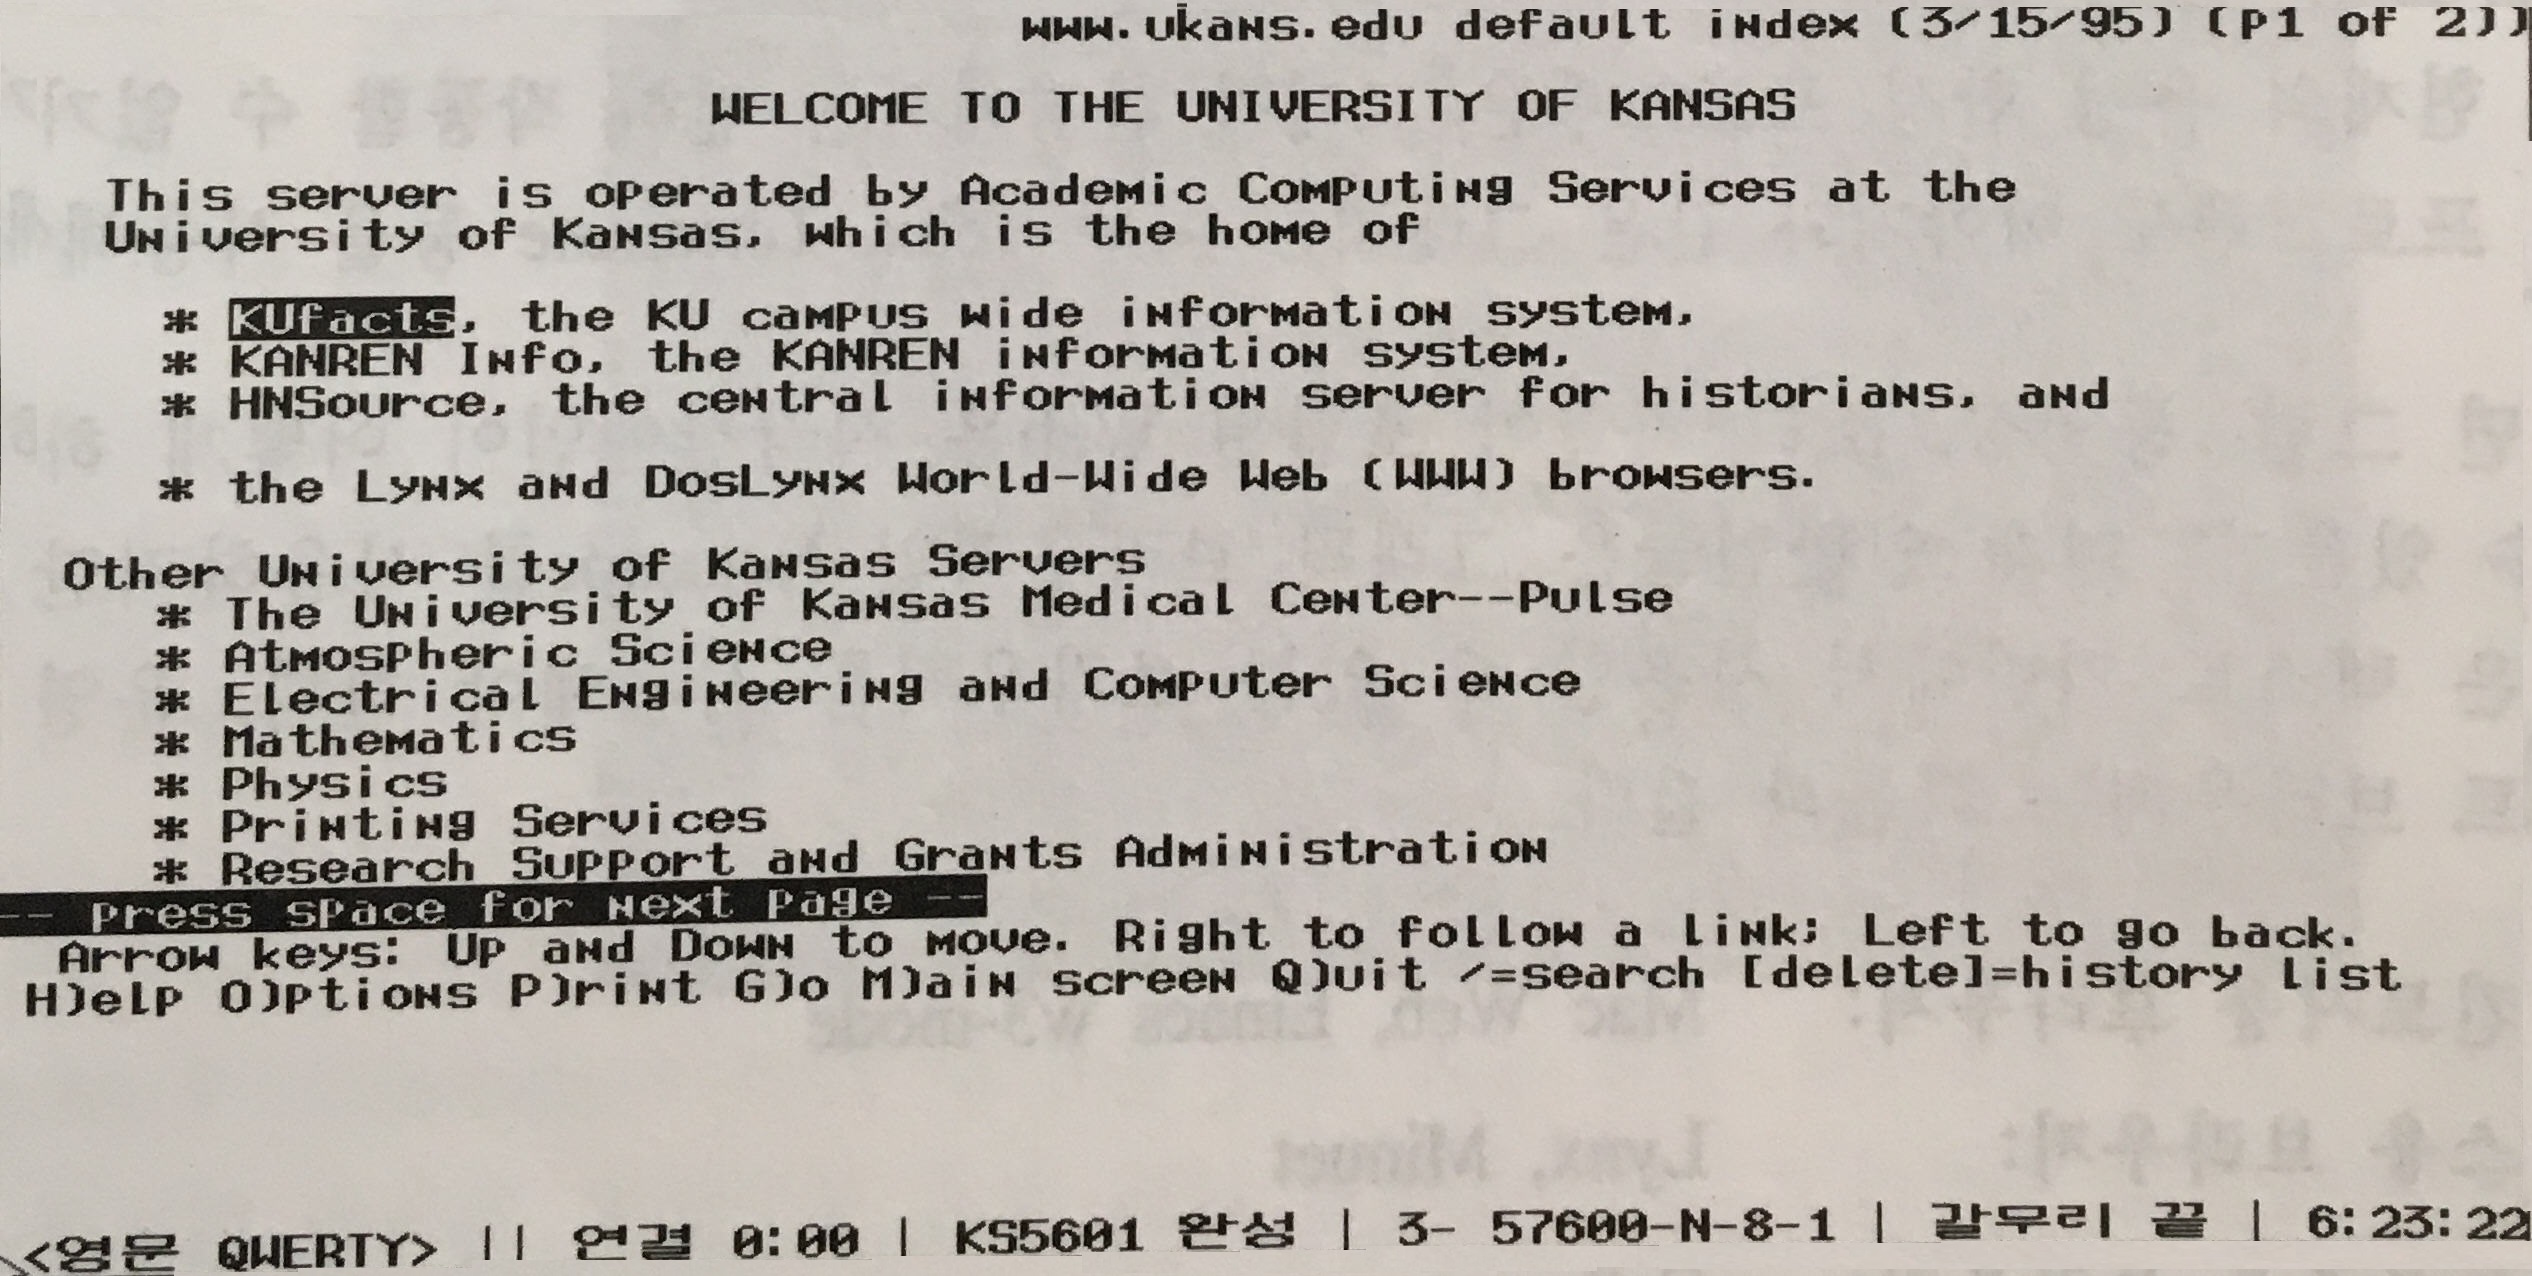 www.ukans.edu default index (3/15/95) (p1 of 2))
WELCOME TO THE UNIVERSITY OF KANSAS
This server is operated by Academic Computing Services at the
University of Kansas, which is the home of
* KUfacts, the KU campus wide information system,
* KANREN Info, the KANREN information system,
* HNSource, the central information server for historians, and
* the Lynx and DosLynx World-Wide Web (WWW) browsers.
Other University of Kansas Servers
* The University of Kansas Medical Center--Pulse
* Atmospheric Science
* Electrical Engineering and Computer Science
* Mathematics
* Physics
* Printing Services
* Research Support and Grants Administration
-- press space for next page --
Arrow keys: Up and Down to move. Right to follow a link; Left to go back.
H)elp O)ptions P)rint G)o M)ain screen Q)uit /=search [delete]=history list
<영문 QWERTY> || 연결 0:00 | KS5601 완성 | 3- 57600-N-8-1 | 갈무리 끝 | 6:23:22